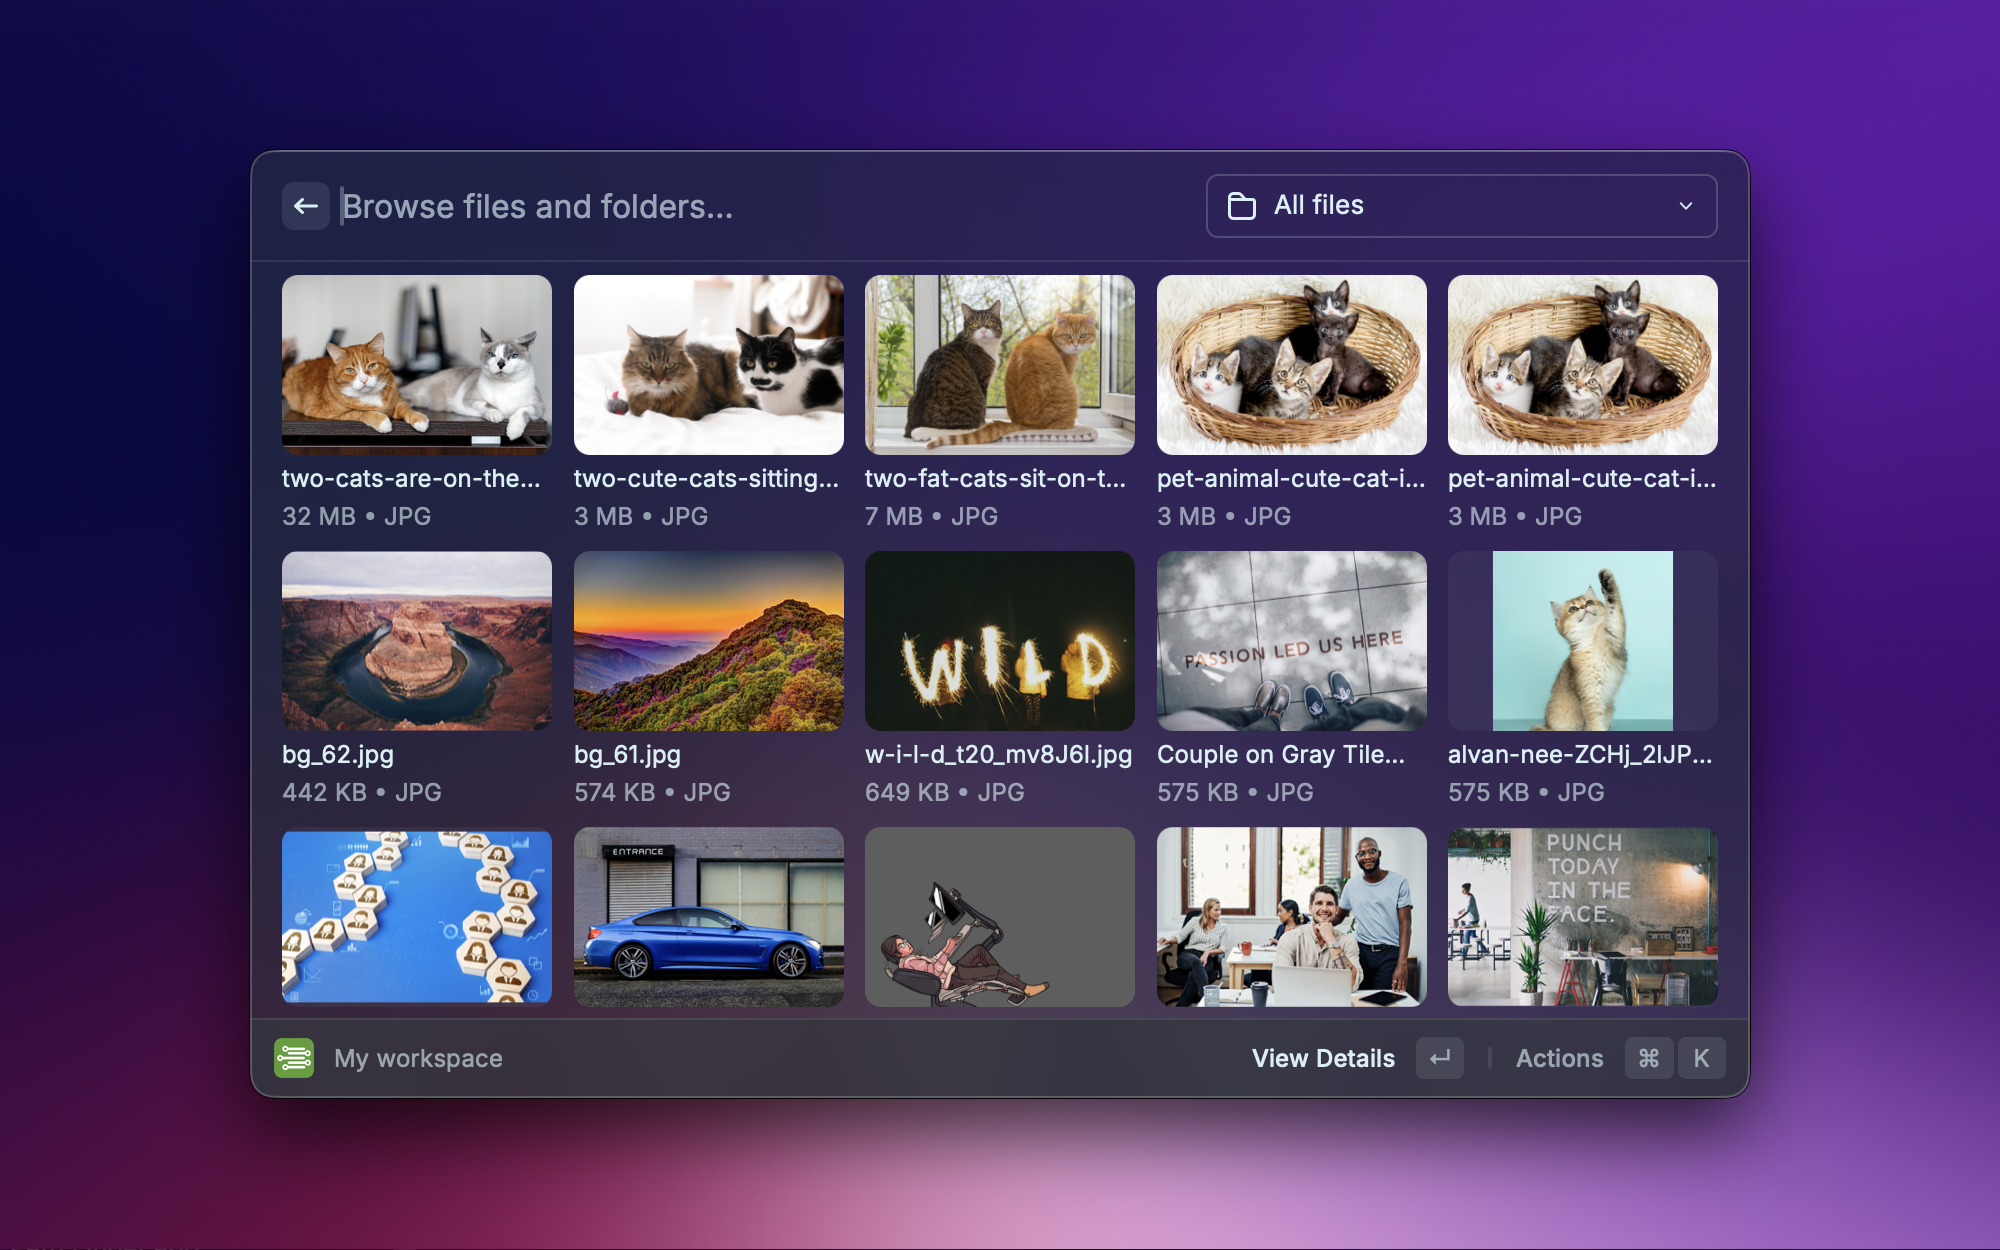 Browse files and folders...
All files
two-cats-are-on-the...
two-cute-cats-sitting...
two-fat-cats-sit-on-t...
pet-animal-cute-cat-i...
pet-animal-cute-cat-i...
32 MB • JPG
3 MB • JPG
7 MB • JPG
3 MB • JPG
3 MB • JPG
WILD
PASSION LED US HERE
bg_62.jpg
bg_61.jpg
w-i-l-d_t20_mv8J6l.jpg
Couple on Gray Tile...
alvan-nee-ZCHj_2lJP...
442 KB • JPG
574 KB • JPG
649 KB • JPG
575 KB • JPG
575 KB • JPG
ENTRANCE
PUNCH
TODAY
IN THE
FACE.
My workspace
View Details
Actions
⌘
K